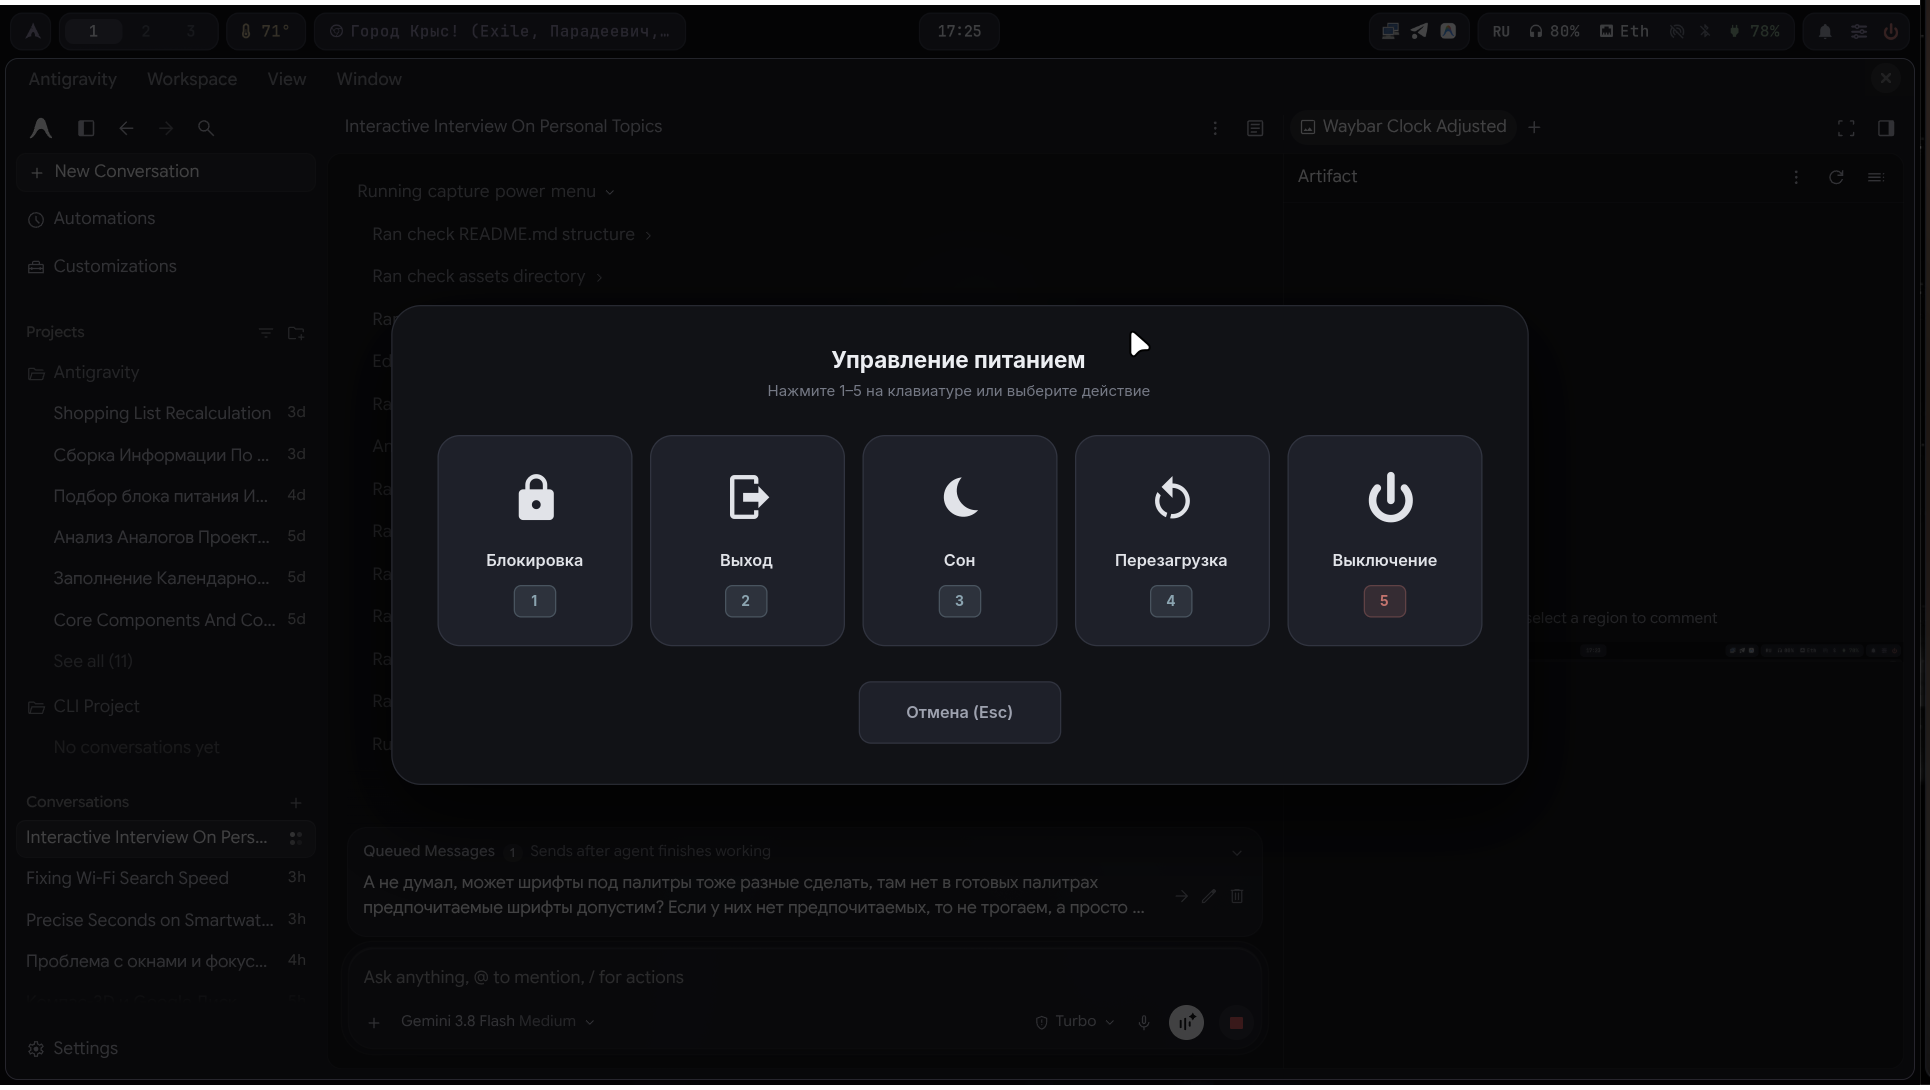 1 2 3
71°
Город Крыс! (Exile, Парадеевич,…
17:25
RU 80% Eth 78%
Antigravity Workspace View Window
Interactive Interview On Personal Topics
Waybar Clock Adjusted
New Conversation
Automations
Customizations
Projects
Antigravity
Shopping List Recalculation 3d
Сборка Информации По ... 3d
Подбор блока питания И... 4d
Анализ Аналогов Проект... 5d
Заполнение Календарно... 5d
Core Components And Co... 5d
See all (11)
CLI Project
No conversations yet
Conversations
Interactive Interview On Pers...
Fixing Wi-Fi Search Speed 3h
Precise Seconds on Smartwat... 3h
Проблема с окнами и фокус... 4h
Settings
Running capture power menu
Ran check README.md structure
Ran check assets directory
Artifact
Управление питанием
Нажмите 1–5 на клавиатуре или выберите действие
Блокировка
1
Выход
2
Сон
3
Перезагрузка
4
Выключение
5
Отмена (Esc)
select a region to comment
Queued Messages 1 Sends after agent finishes working
А не думал, может шрифты под палитры тоже разные сделать, там нет в готовых палитрах
предпочитаемые шрифты допустим? Если у них нет предпочитаемых, то не трогаем, а просто ...
Ask anything, @ to mention, / for actions
Gemini 3.8 Flash Medium
Turbo